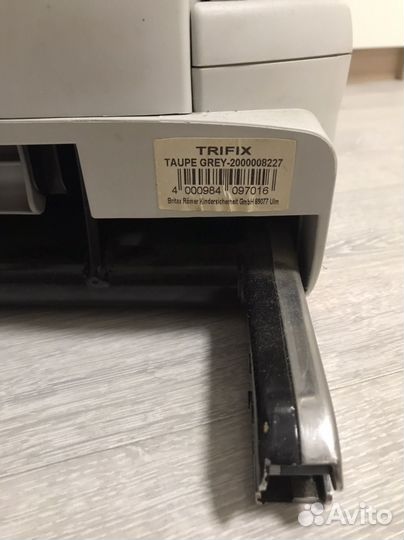 TRIFIX
TAUPE GREY-2000008227
4 000984 097016
Britax Römer Kindersicherheit GmbH 89077 Ulm
Avito